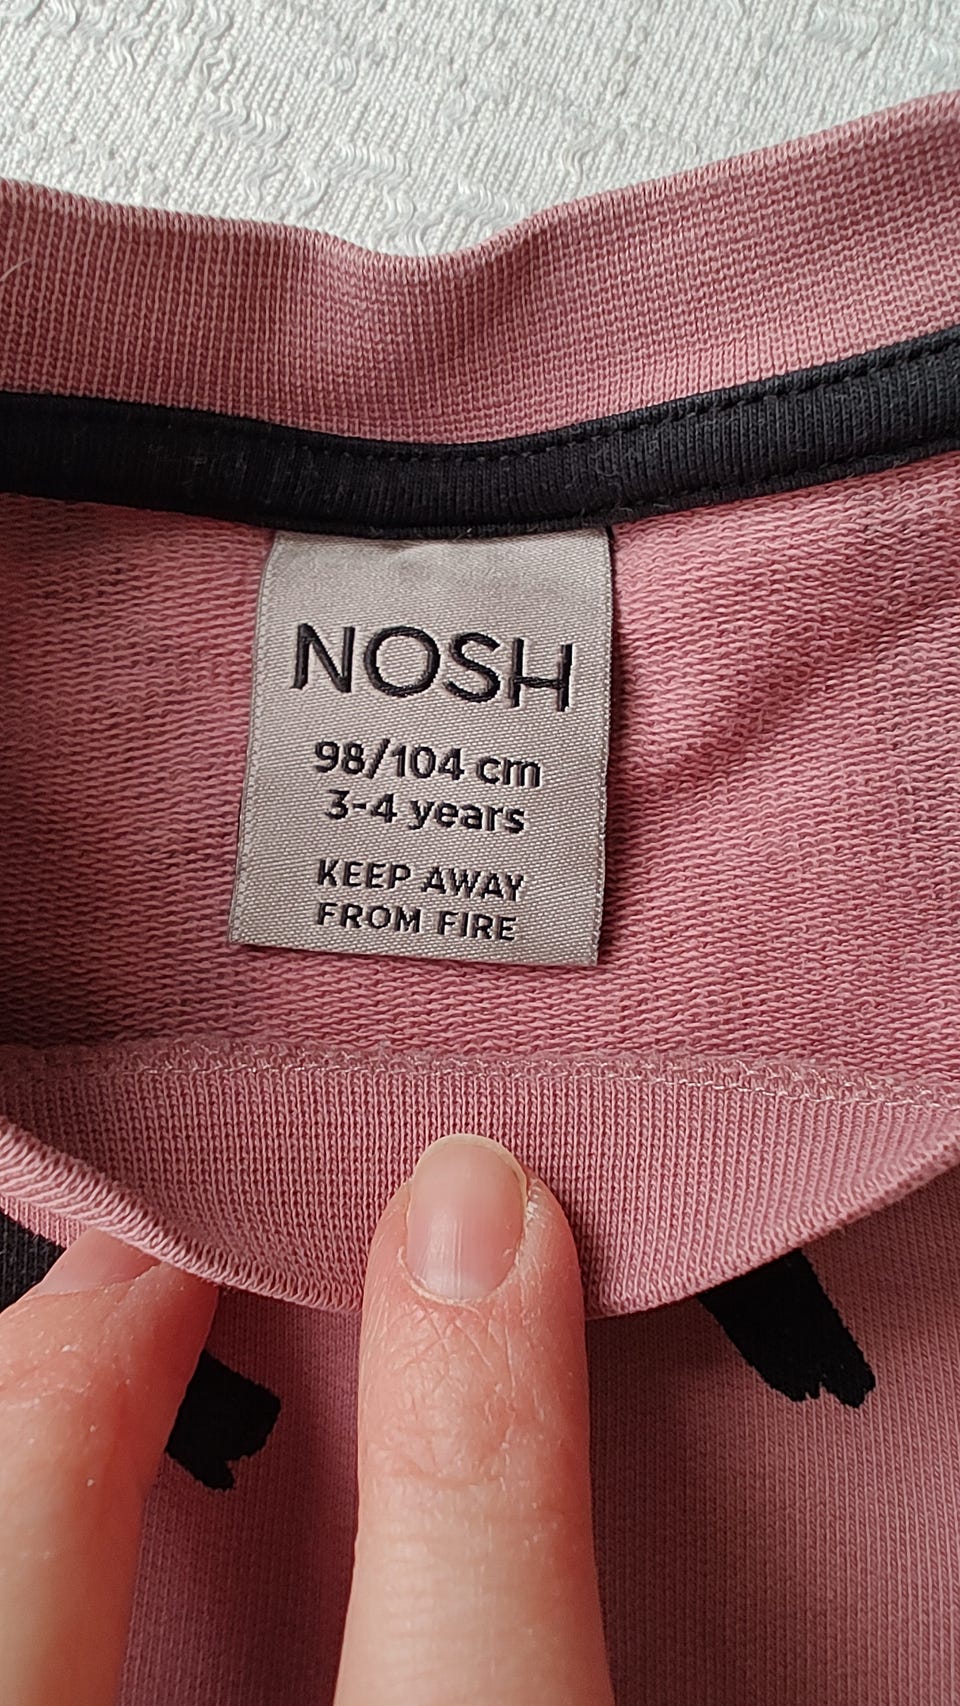 NOSH
98/104 cm
3-4 years
KEEP AWAY
FROM FIRE